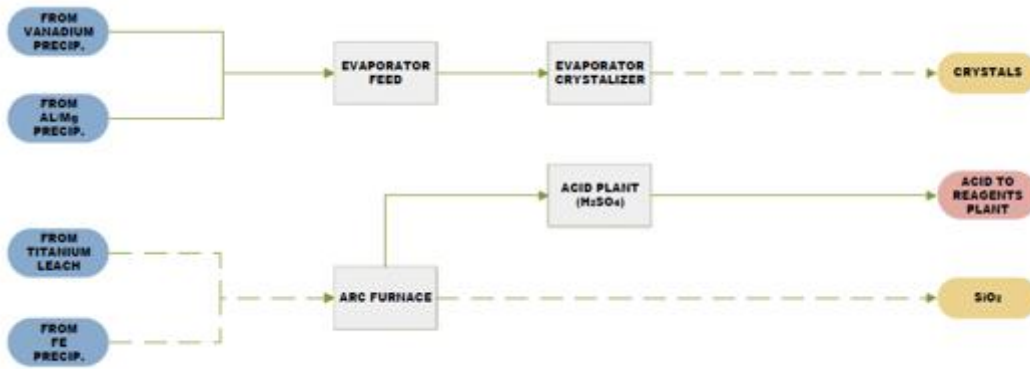 FROM
VANADIUM
PRECIP.
EVAPORATOR
FEED
EVAPORATOR
CRYSTALIZER
CRYSTALS
FROM
AL/Mg
PRECIP.
ACID PLANT
(H₂SO₄)
ACID TO
REAGENTS
PLANT
FROM
TITANIUM
LEACH
ARC FURNACE
SiO₂
FROM
FE
PRECIP.